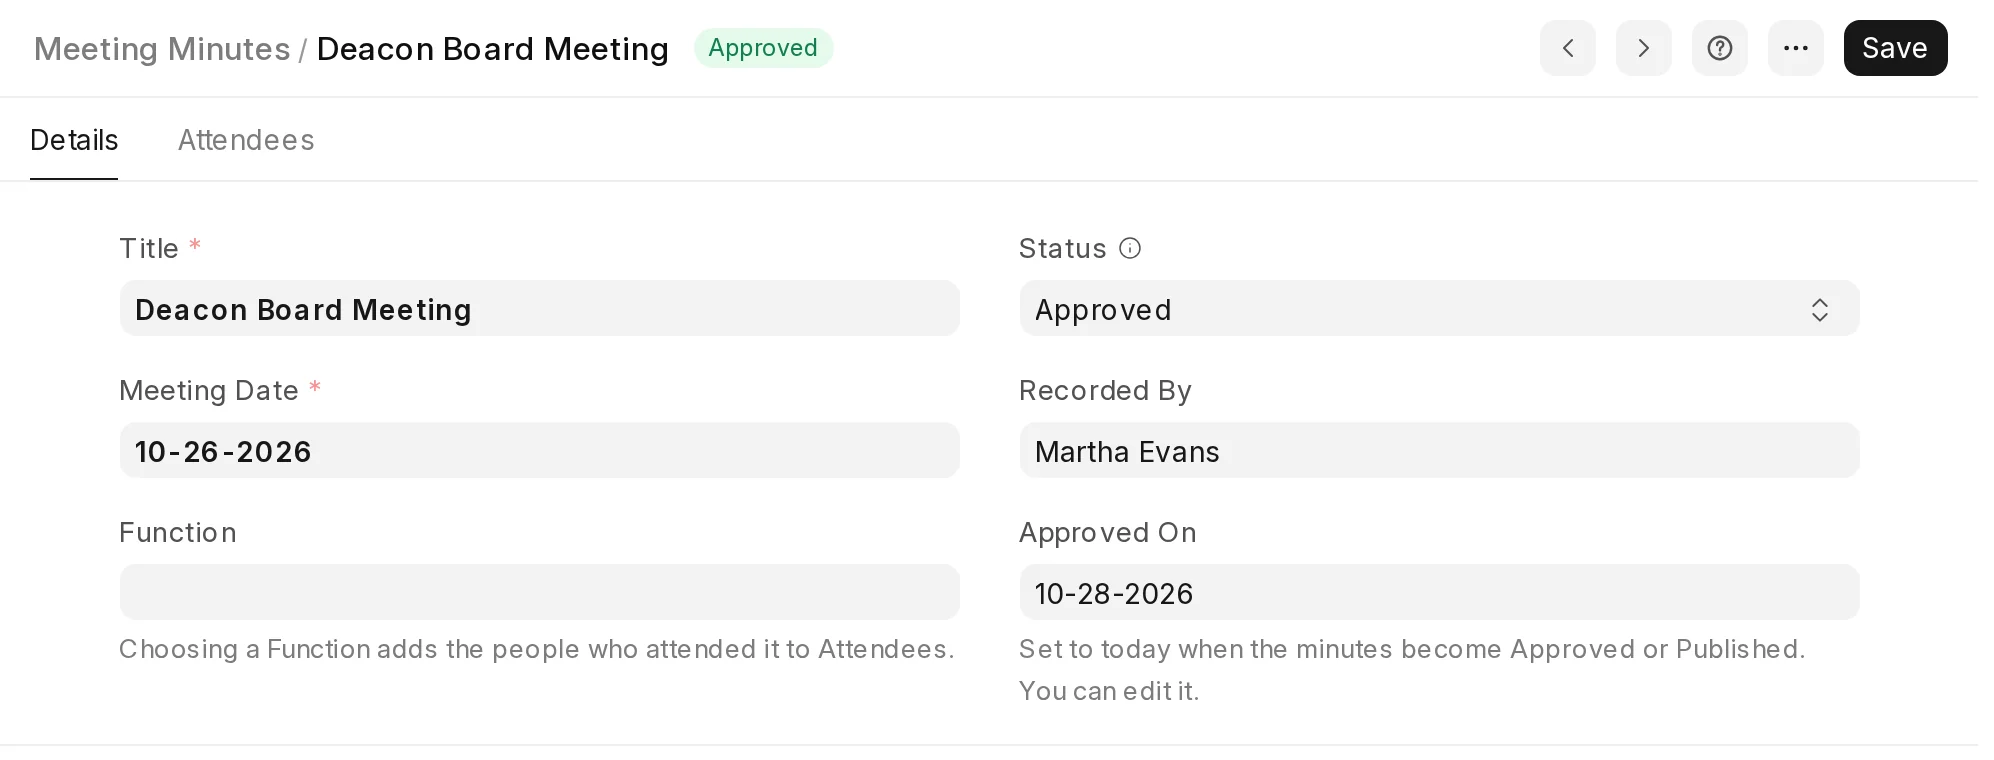 Meeting Minutes / Deacon Board Meeting Approved Save
Details Attendees
Title * Status
Deacon Board Meeting Approved
Meeting Date * Recorded By
10-26-2026 Martha Evans
Function Approved On
10-28-2026
Choosing a Function adds the people who attended it to Attendees. Set to today when the minutes become Approved or Published.
You can edit it.